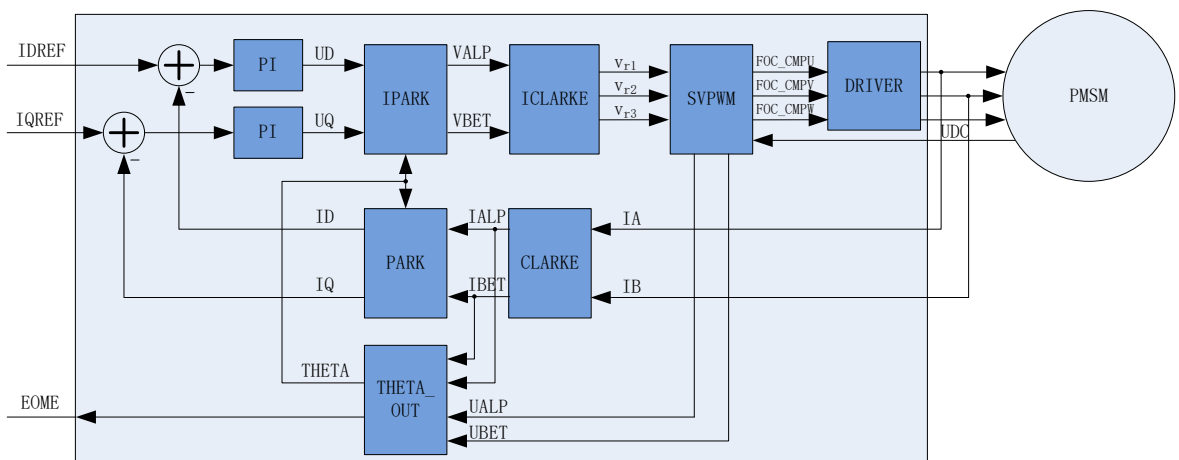 IDREF
IQREF
PI
UD
PI
UQ
IPARK
VALP
VBET
ICLARKE
Vr1
Vr2
Vr3
SVPWM
FOC_CMPU
FOC_CMPV
FOC_CMPW
DRIVER
UDC
PMSM
ID
IQ
PARK
IALP
IBET
CLARKE
IA
IB
THETA
THETA_
OUT
UALP
UBET
EOME